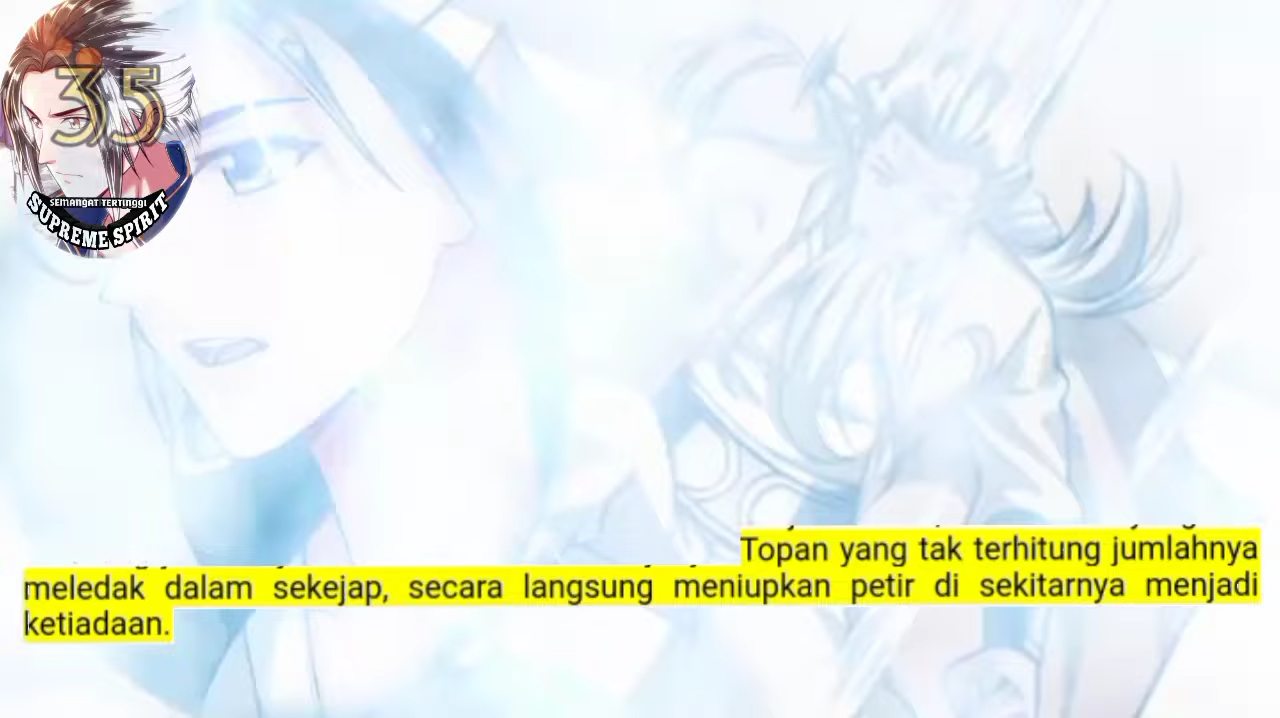 35
SEMANGAT TERTINGGI
SUPREME SPIRIT
Topan yang tak terhitung jumlahnya
meledak dalam sekejap, secara langsung meniupkan petir di sekitarnya menjadi
ketiadaan.